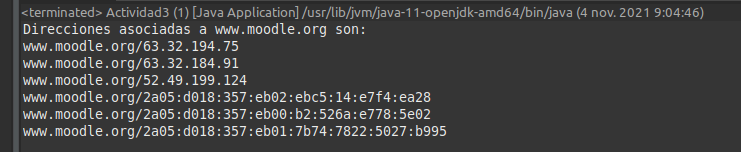 <terminated> Actividad3 (1) [Java Application] /usr/lib/jvm/java-11-openjdk-amd64/bin/java (4 nov. 2021 9:04:46)
Direcciones asociadas a www.moodle.org son:
www.moodle.org/63.32.194.75
www.moodle.org/63.32.184.91
www.moodle.org/52.49.199.124
www.moodle.org/2a05:d018:357:eb02:ebc5:14:e7f4:ea28
www.moodle.org/2a05:d018:357:eb00:b2:526a:e778:5e02
www.moodle.org/2a05:d018:357:eb01:7b74:7822:5027:b995